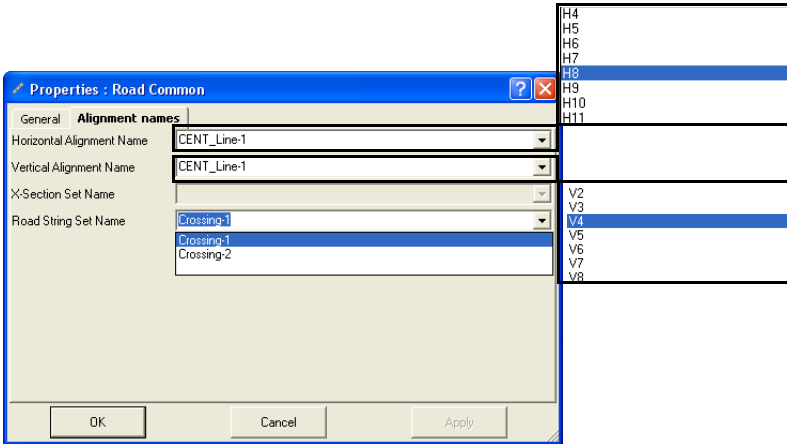 H4
H5
H6
H7
H8
H9
H10
H11
Properties : Road Common
General Alignment names
Horizontal Alignment Name CENT_Line-1
Vertical Alignment Name CENT_Line-1
X-Section Set Name
Road String Set Name Crossing-1
Crossing-1
Crossing-2
V2
V3
V4
V5
V6
V7
V8
OK Cancel Apply